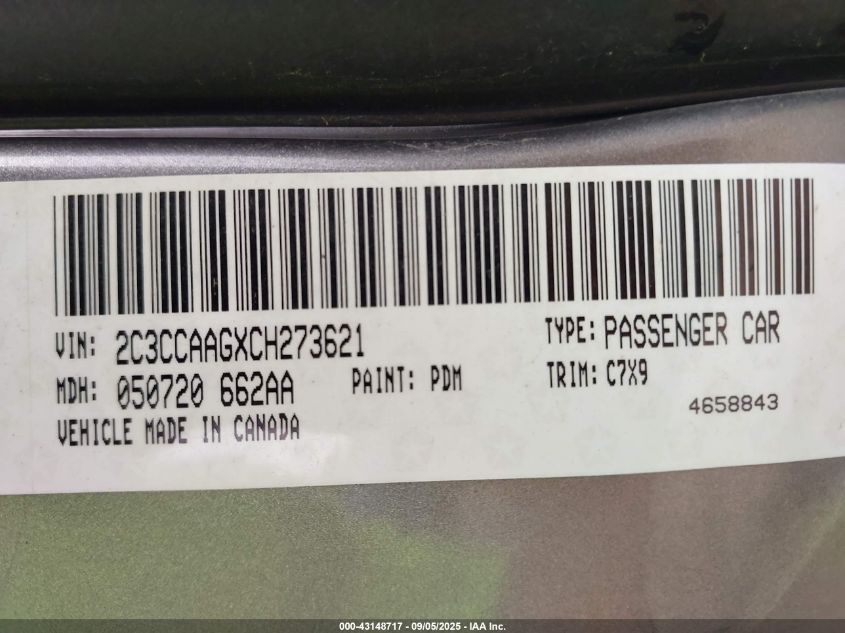 VIN: 2C3CCAAGXCH273621
TYPE: PASSENGER CAR
MDH: 050720 662AA
PAINT: PDM
TRIM: C7X9
4658843
VEHICLE MADE IN CANADA
000-43148717 - 09/05/2025 - IAA Inc.